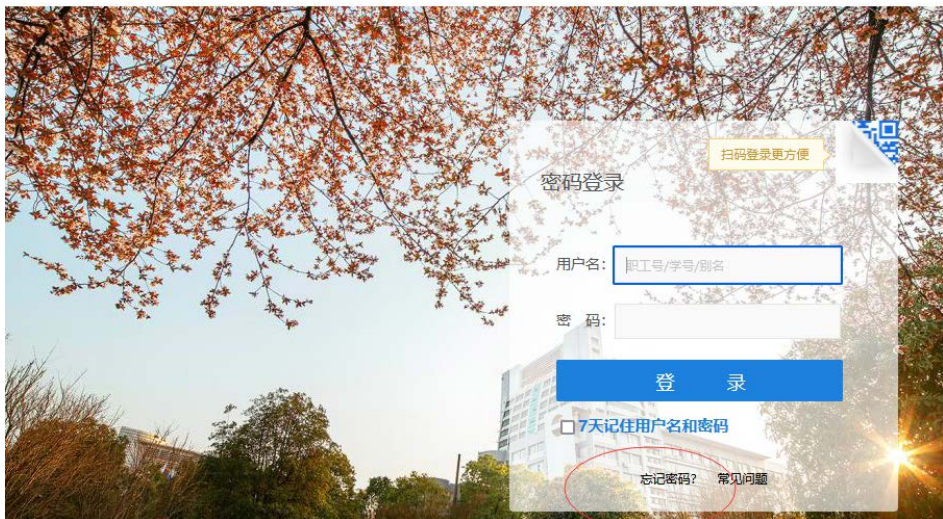 扫码登录更方便
密码登录
用户名: 职工号/学号/别名
密 码:
登 录
7天记住用户名和密码
忘记密码? 常见问题